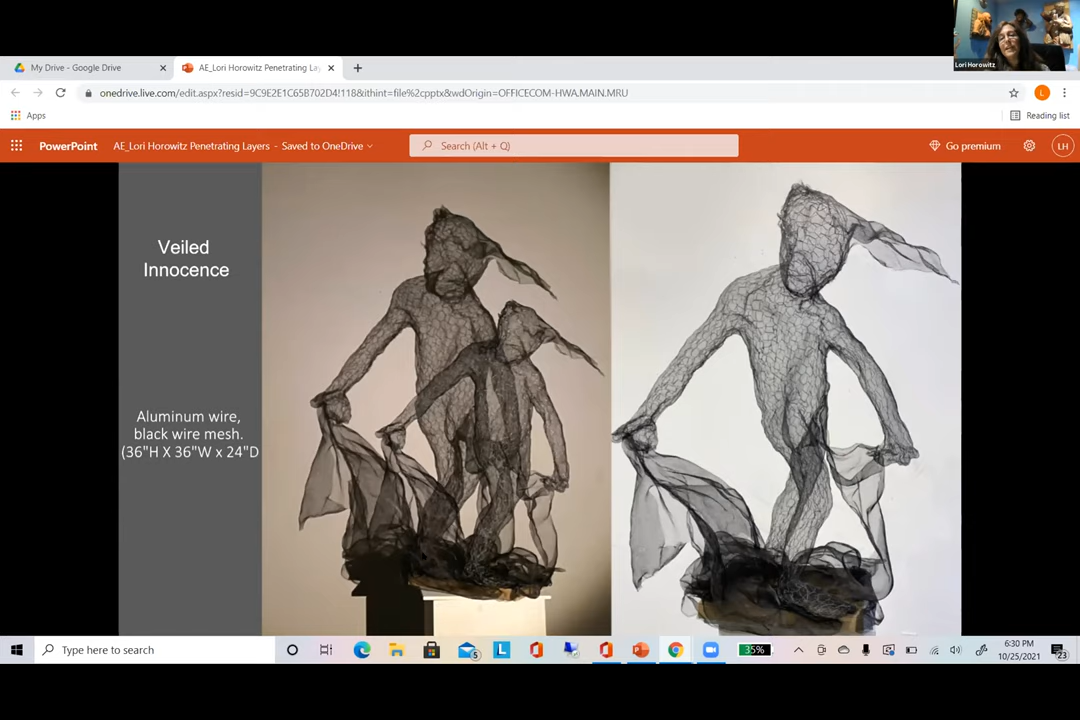 Lori Horowitz
My Drive - Google Drive
AE_Lori Horowitz Penetrating Lay
onedrive.live.com/edit.aspx?resid=9C9E2E1C65B702D4!118&ithint=file%2cpptx&wdOrigin=OFFICECOM-HWA.MAIN.MRU
L
Apps
Reading list
PowerPoint
AE_Lori Horowitz Penetrating Layers - Saved to OneDrive
Search (Alt + Q)
Go premium
LH
Veiled
Innocence
Aluminum wire,
black wire mesh.
(36"H X 36"W x 24"D
Type here to search
5
L
35%
6:30 PM
10/25/2021
23